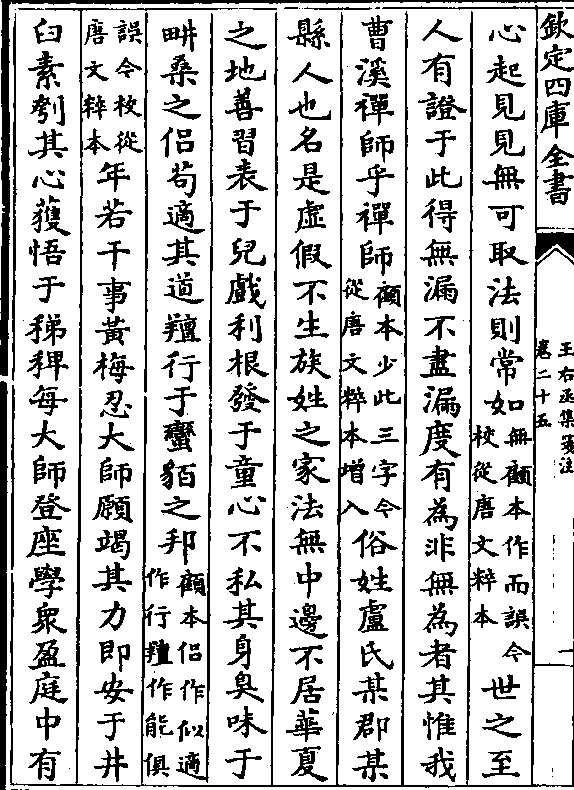 欽定四庫全書
王右丞集箋注
卷二十五
一
心起見見無可取法則常如無顧本作而誤今校從唐文粹本世之至
人有證于此得無漏不盡漏度有為非無為者其惟我
曹溪禪師乎禪師顧本少此三字今從唐文粹本增入俗姓盧氏某郡某
縣人也名是虛假不生族姓之家法無中邊不居華夏
之地善習表于兒戲利根發于童心不私其身臭味于
畊桑之侣苟適其道羶行于蠻貊之邦顧本侣作似適作行羶作能俱
誤今校從唐文粹本年若干事黃梅忍大師願竭其力即安于井
臼素刳其心蒦悟于稊稗每大師登座學衆盈庭中有